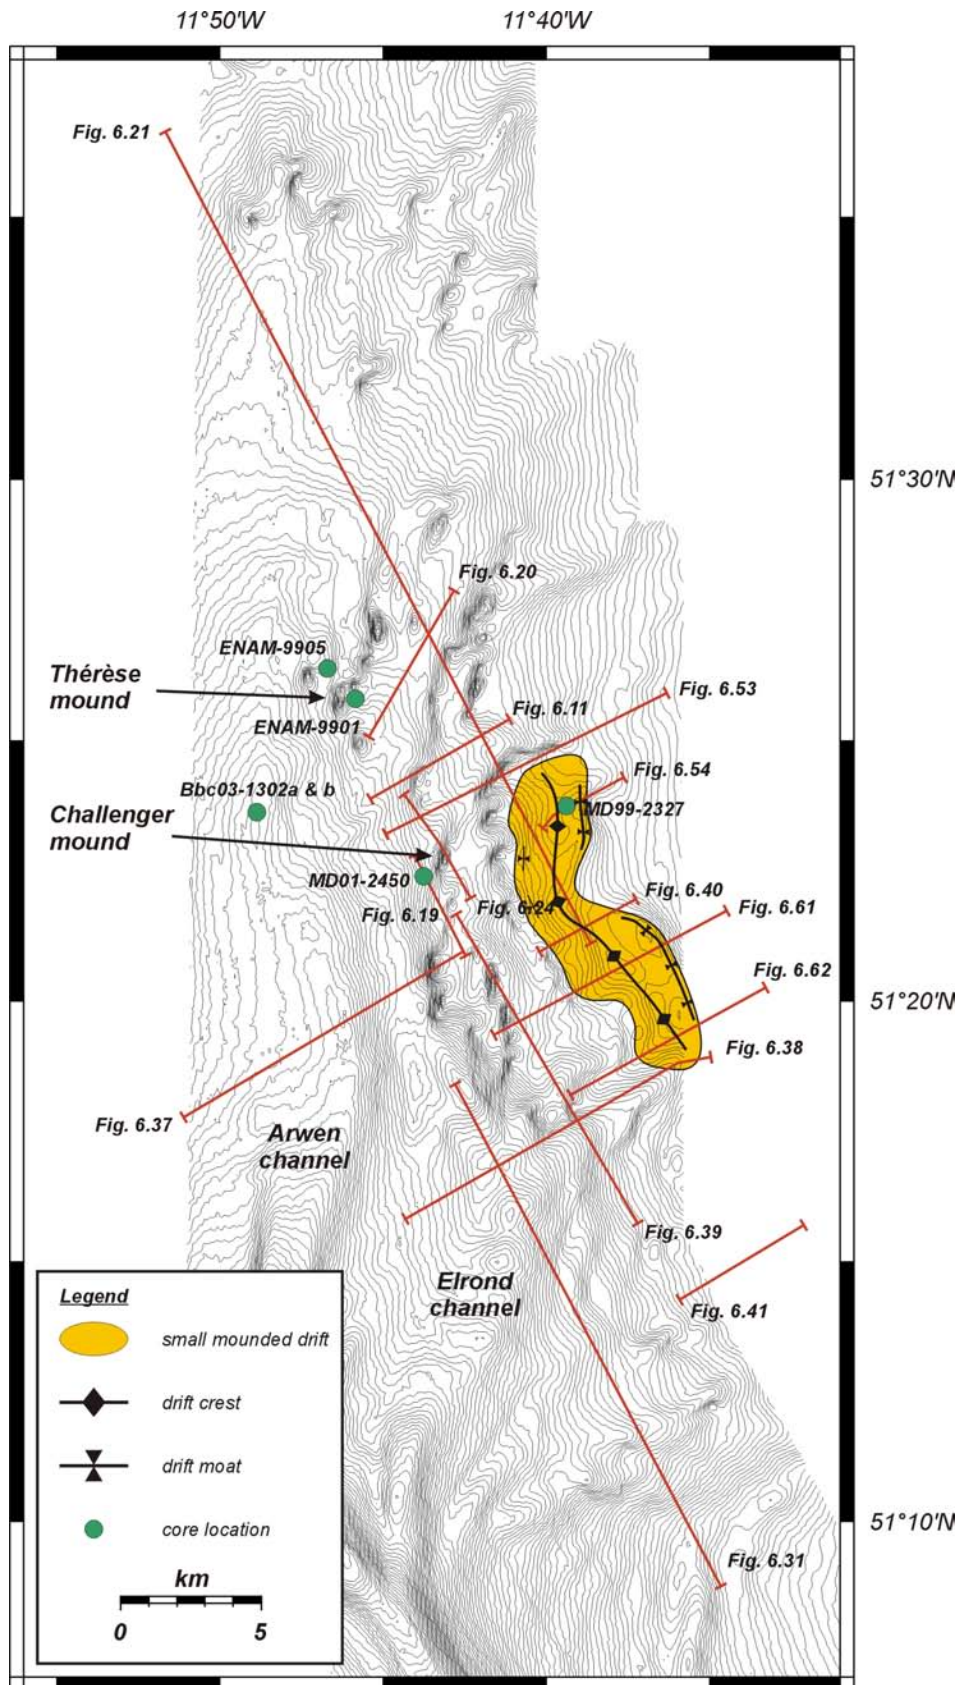 11°50'W
11°40'W
Fig. 6.21
51°30'N
Fig. 6.20
ENAM-9905
Thérèse
mound
Fig. 6.53
Fig. 6.11
ENAM-9901
Fig. 6.54
Bbc03-1302a & b
MD99-2327
Challenger
mound
MD01-2450
Fig. 6.40
Fig. 6.24
Fig. 6.19
Fig. 6.61
Fig. 6.62
51°20'N
Fig. 6.38
Fig. 6.37
Arwen
channel
Fig. 6.39
Elrond
channel
Fig. 6.41
Legend
small mounded drift
drift crest
drift moat
core location
km
0 5
51°10'N
Fig. 6.31